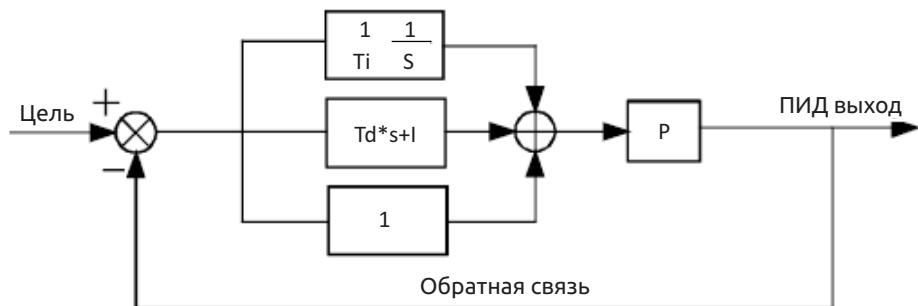 1 1
Ti S
Цель
+
−
Td*s+I
P
ПИД выход
1
Обратная связь